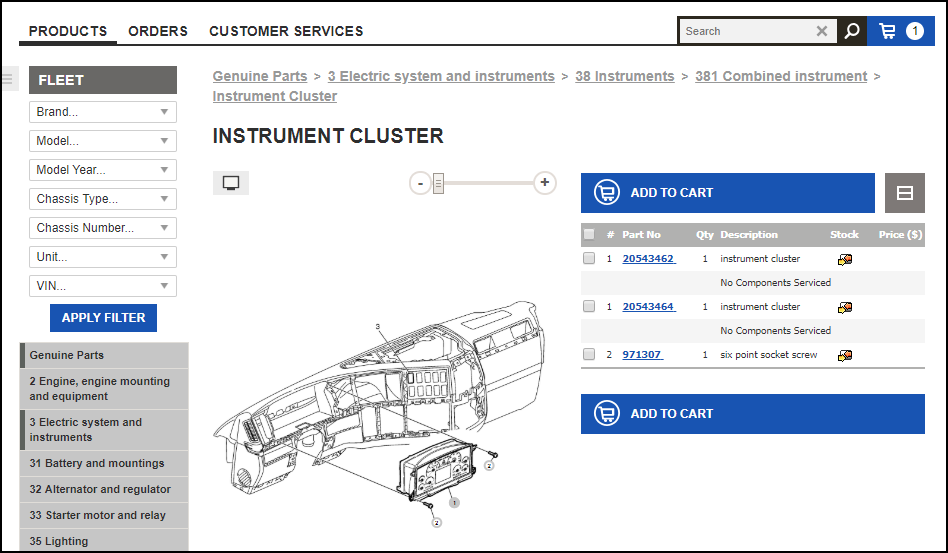 PRODUCTS ORDERS CUSTOMER SERVICES
Search
1
FLEET
Brand...
Model...
Model Year...
Chassis Type...
Chassis Number...
Unit...
VIN...
APPLY FILTER
Genuine Parts
2 Engine, engine mounting
and equipment
3 Electric system and
instruments
31 Battery and mountings
32 Alternator and regulator
33 Starter motor and relay
35 Lighting
Genuine Parts > 3 Electric system and instruments > 38 Instruments > 381 Combined instrument >
Instrument Cluster
INSTRUMENT CLUSTER
- +
3
2
1
2
ADD TO CART
# Part No Qty Description Stock Price ($)
1 20543462 1 instrument cluster
No Components Serviced
1 20543464 1 instrument cluster
No Components Serviced
2 971307 1 six point socket screw
ADD TO CART